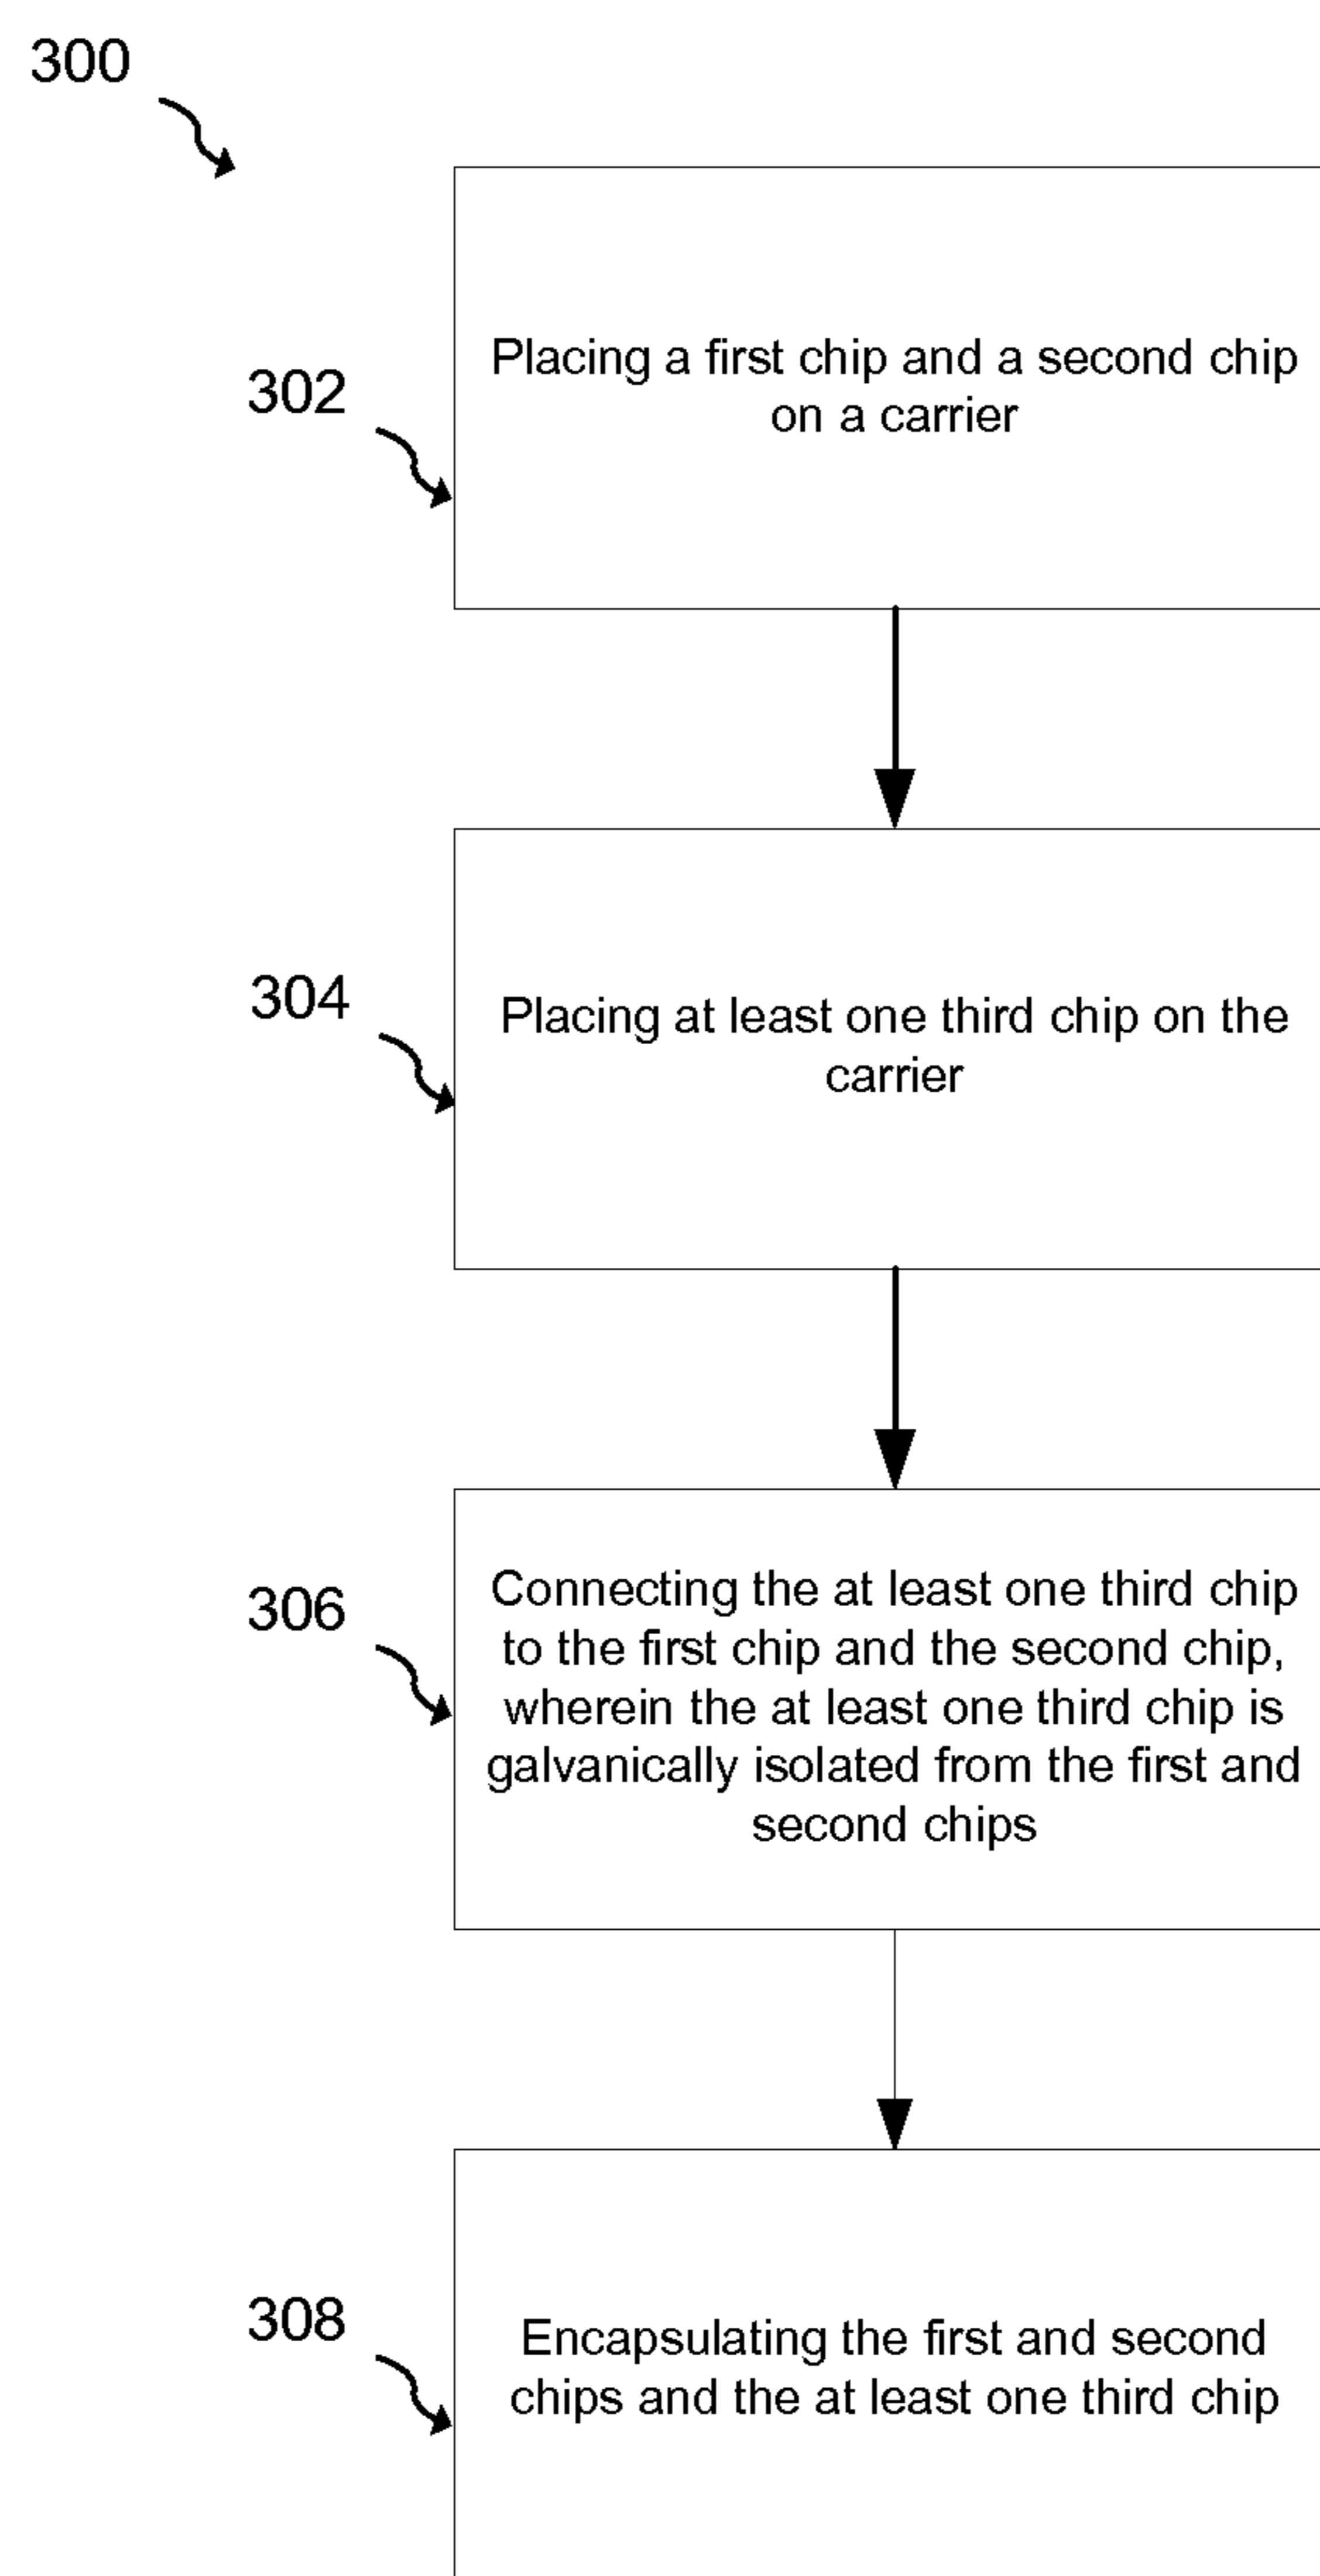 300
302
Placing a first chip and a second chip
on a carrier
304
Placing at least one third chip on the
carrier
306
Connecting the at least one third chip
to the first chip and the second chip,
wherein the at least one third chip is
galvanically isolated from the first and
second chips
308
Encapsulating the first and second
chips and the at least one third chip